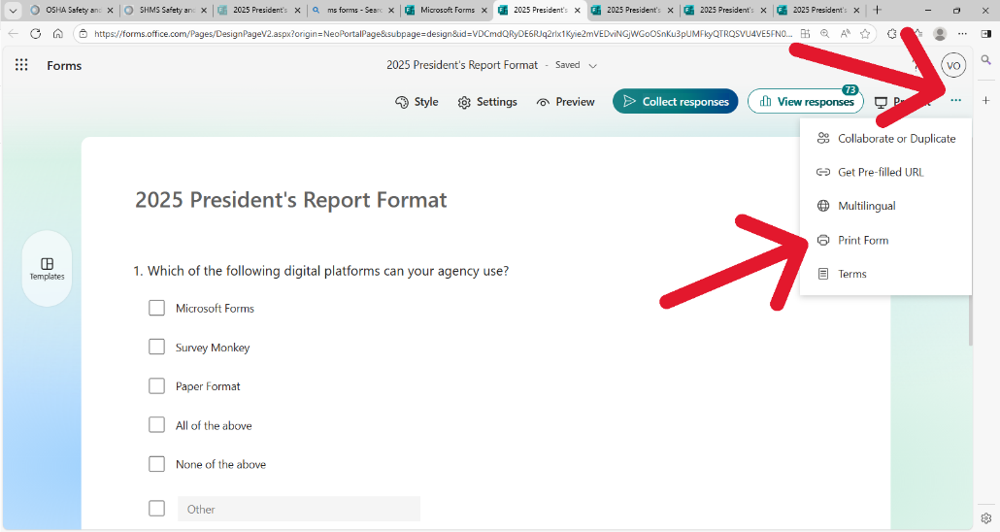 OSHA Safety and
SHMS Safety and
2025 President's
ms forms - Sear
Microsoft Forms
2025 President's
2025 President's
2025 President's
2025 President's
https://forms.office.com/Pages/DesignPageV2.aspx?origin=NeoPortalPage&subpage=design&id=VDCmdQRyDE6RJq2rlx1Kyie2mVEDviNGjWGoOSnKu3pUMFkyQTRQSVU4VE5FN0...
Forms
2025 President's Report Format - Saved
VO
Style
Settings
Preview
Collect responses
View responses
73
Collaborate or Duplicate
Get Pre-filled URL
Multilingual
Print Form
Terms
Templates
2025 President's Report Format
1. Which of the following digital platforms can your agency use?
Microsoft Forms
Survey Monkey
Paper Format
All of the above
None of the above
Other